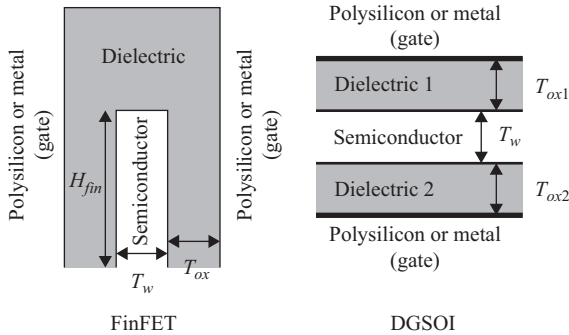 Polysilicon or metal
(gate)
Dielectric
Semiconductor
H_fin
T_w
T_ox
Polysilicon or metal
(gate)
FinFET
Polysilicon or metal
(gate)
Dielectric 1
T_ox1
Semiconductor
T_w
Dielectric 2
T_ox2
Polysilicon or metal
(gate)
DGSOI